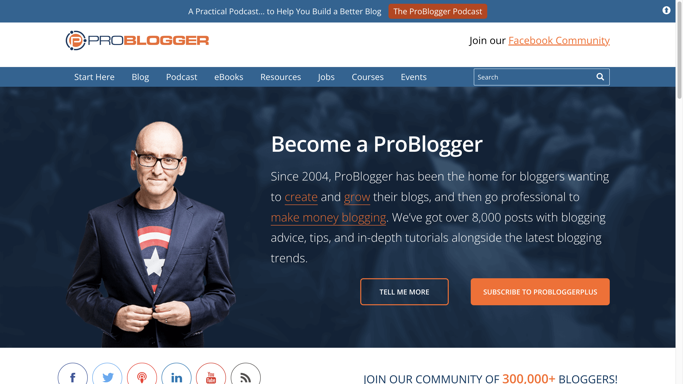 A Practical Podcast... to Help You Build a Better Blog The ProBlogger Podcast
PROBLOGGER
Join our Facebook Community
Start Here Blog Podcast eBooks Resources Jobs Courses Events Search
Become a ProBlogger
Since 2004, ProBlogger has been the home for bloggers wanting
to create and grow their blogs, and then go professional to
make money blogging. We’ve got over 8,000 posts with blogging
advice, tips, and in-depth tutorials alongside the latest blogging
trends.
TELL ME MORE SUBSCRIBE TO PROBLOGGERPLUS
JOIN OUR COMMUNITY OF 300,000+ BLOGGERS!